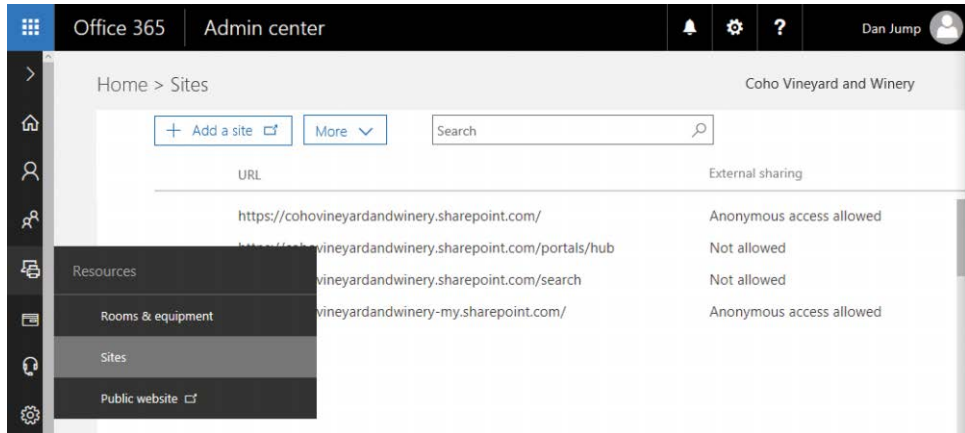 Office 365 Admin center ? Dan Jump
Home > Sites Coho Vineyard and Winery
+ Add a site More Search
URL External sharing
https://cohovineyardandwinery.sharepoint.com/ Anonymous access allowed
vineyardandwinery.sharepoint.com/portals/hub Not allowed
Resources
vineyardandwinery.sharepoint.com/search Not allowed
Rooms & equipment
vineyardandwinery-my.sharepoint.com/ Anonymous access allowed
Sites
Public website